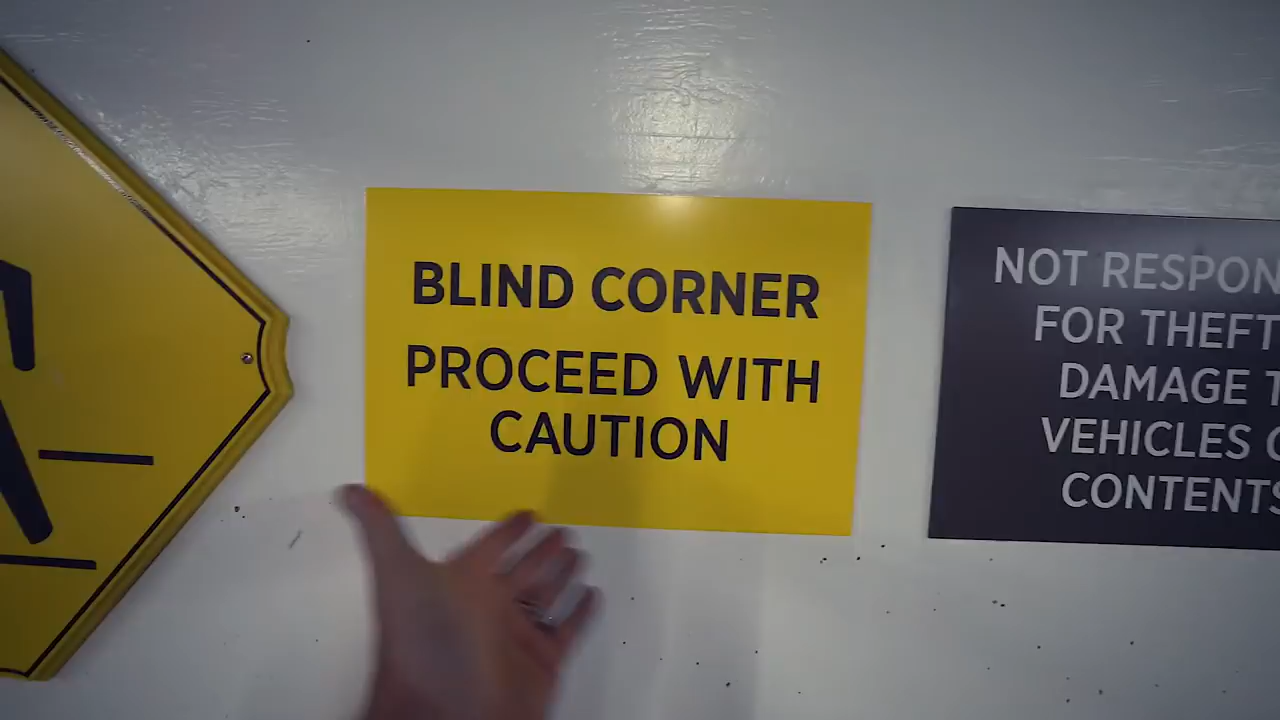 BLIND CORNER
PROCEED WITH
CAUTION
NOT RESPON
FOR THEFT
DAMAGE T
VEHICLES O
CONTENTS